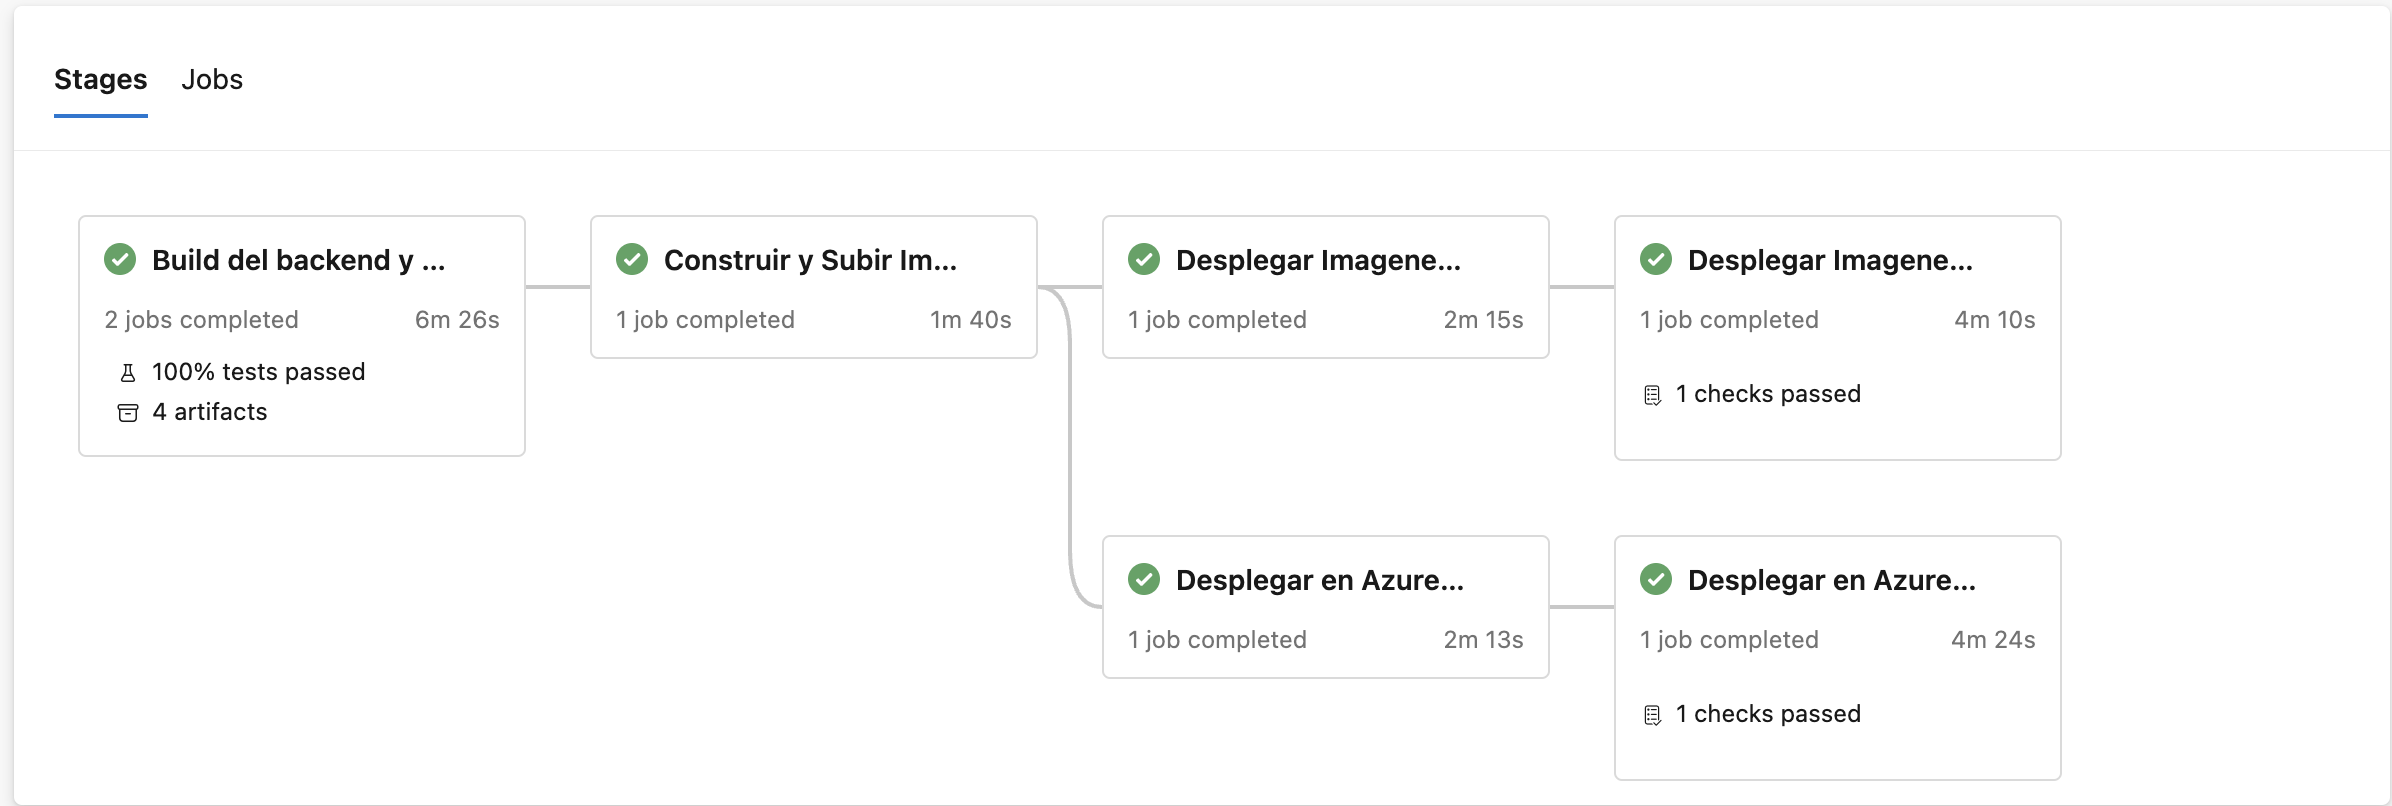 Stages Jobs
Build del backend y ...
2 jobs completed 6m 26s
100% tests passed
4 artifacts
Construir y Subir Im...
1 job completed 1m 40s
Desplegar Imagene...
1 job completed 2m 15s
Desplegar Imagene...
1 job completed 4m 10s
1 checks passed
Desplegar en Azure...
1 job completed 2m 13s
Desplegar en Azure...
1 job completed 4m 24s
1 checks passed